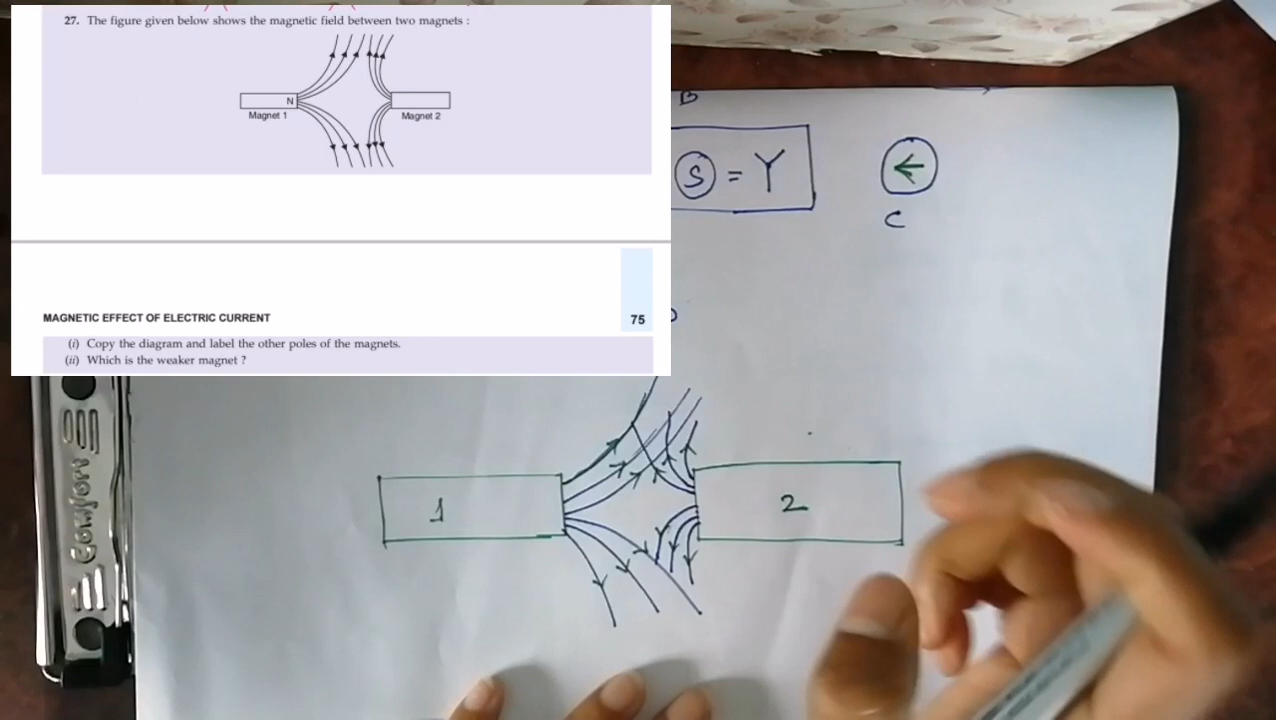 27. The figure given below shows the magnetic field between two magnets :
N
Magnet 1 Magnet 2
MAGNETIC EFFECT OF ELECTRIC CURRENT 75
(i) Copy the diagram and label the other poles of the magnets.
(ii) Which is the weaker magnet ?
B
S = Y
C
1 2